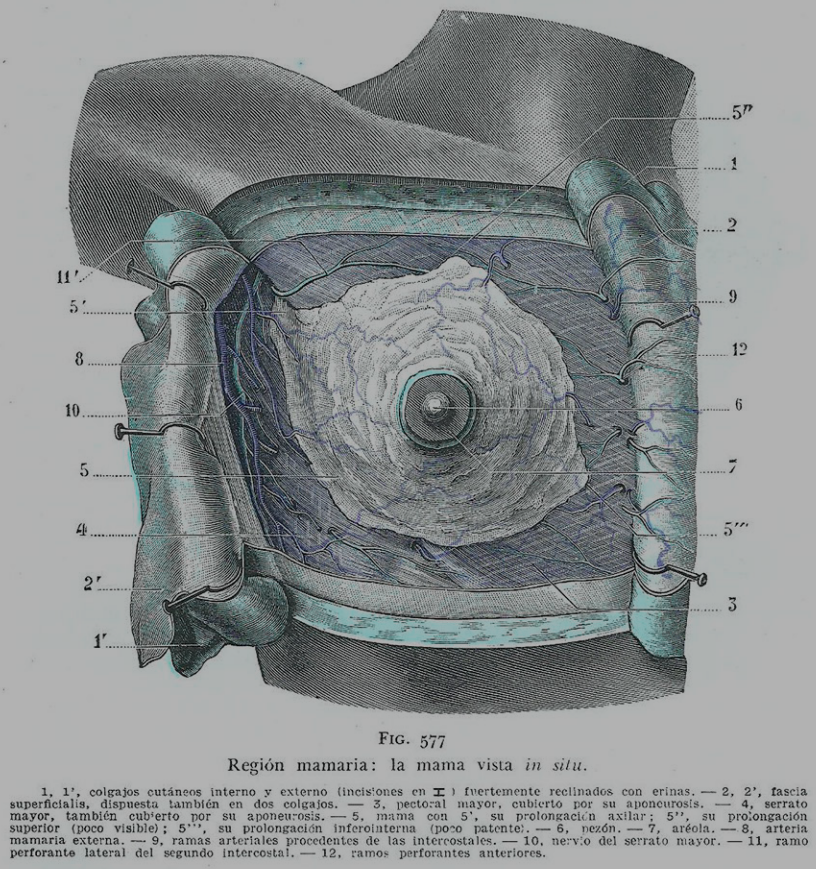 5"
1
2
11'
5'
9
8
12
10
6
5
7
4
5'''
2'
3
1'
FIG. 577
Región mamaria: la mama vista in situ.
1, 1', colgajos cutáneos interno y externo (incisiones en I) fuertemente reclinados con erinas. — 2, 2', fascia
superficialis, dispuesta también en dos colgajos. — 3, pectoral mayor, cubierto por su aponeurosis. — 4, serrato
mayor, también cubierto por su aponeurosis. — 5, mama con 5', su prolongación axilar; 5", su prolongación
superior (poco visible); 5''', su prolongación inferointerna (poco patente). — 6, pezón. — 7, aréola. — 8, arteria
mamaria externa. — 9, ramas arteriales procedentes de las intercostales. — 10, nervio del serrato mayor. — 11, ramo
perforante lateral del segundo intercostal. — 12, ramos perforantes anteriores.